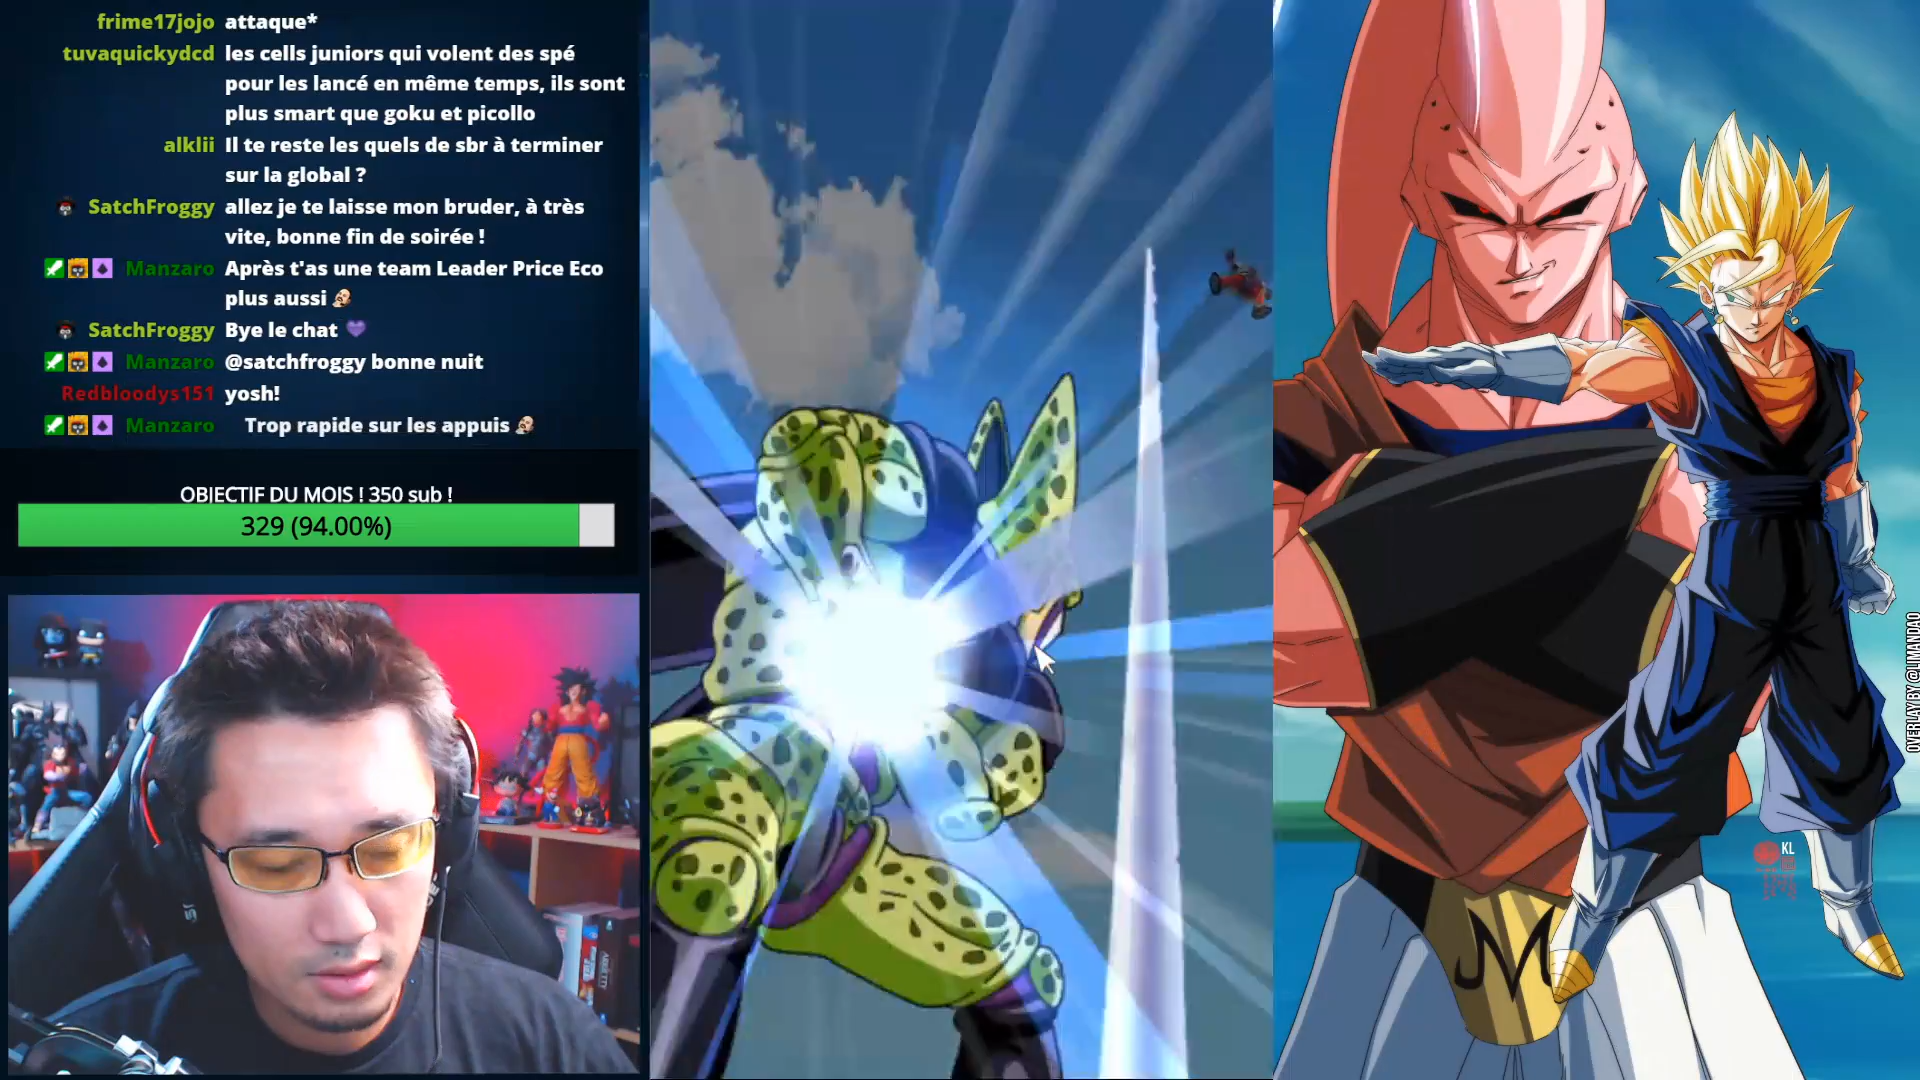 frime17jojo attaque*
tuvaquickydcd les cells juniors qui volent des spé
pour les lancé en même temps, ils sont
plus smart que goku et picollo
alklii Il te reste les quels de sbr à terminer
sur la global ?
SatchFroggy allez je te laisse mon bruder, à très
vite, bonne fin de soirée !
Manzaro Après t'as une team Leader Price Eco
plus aussi
SatchFroggy Bye le chat 💜
Manzaro @satchfroggy bonne nuit
Redbloodys151 yosh!
Manzaro Trop rapide sur les appuis
OBJECTIF DU MOIS ! 350 sub !
329 (94.00%)
OVERLAY BY @LMANDAO
KL
M